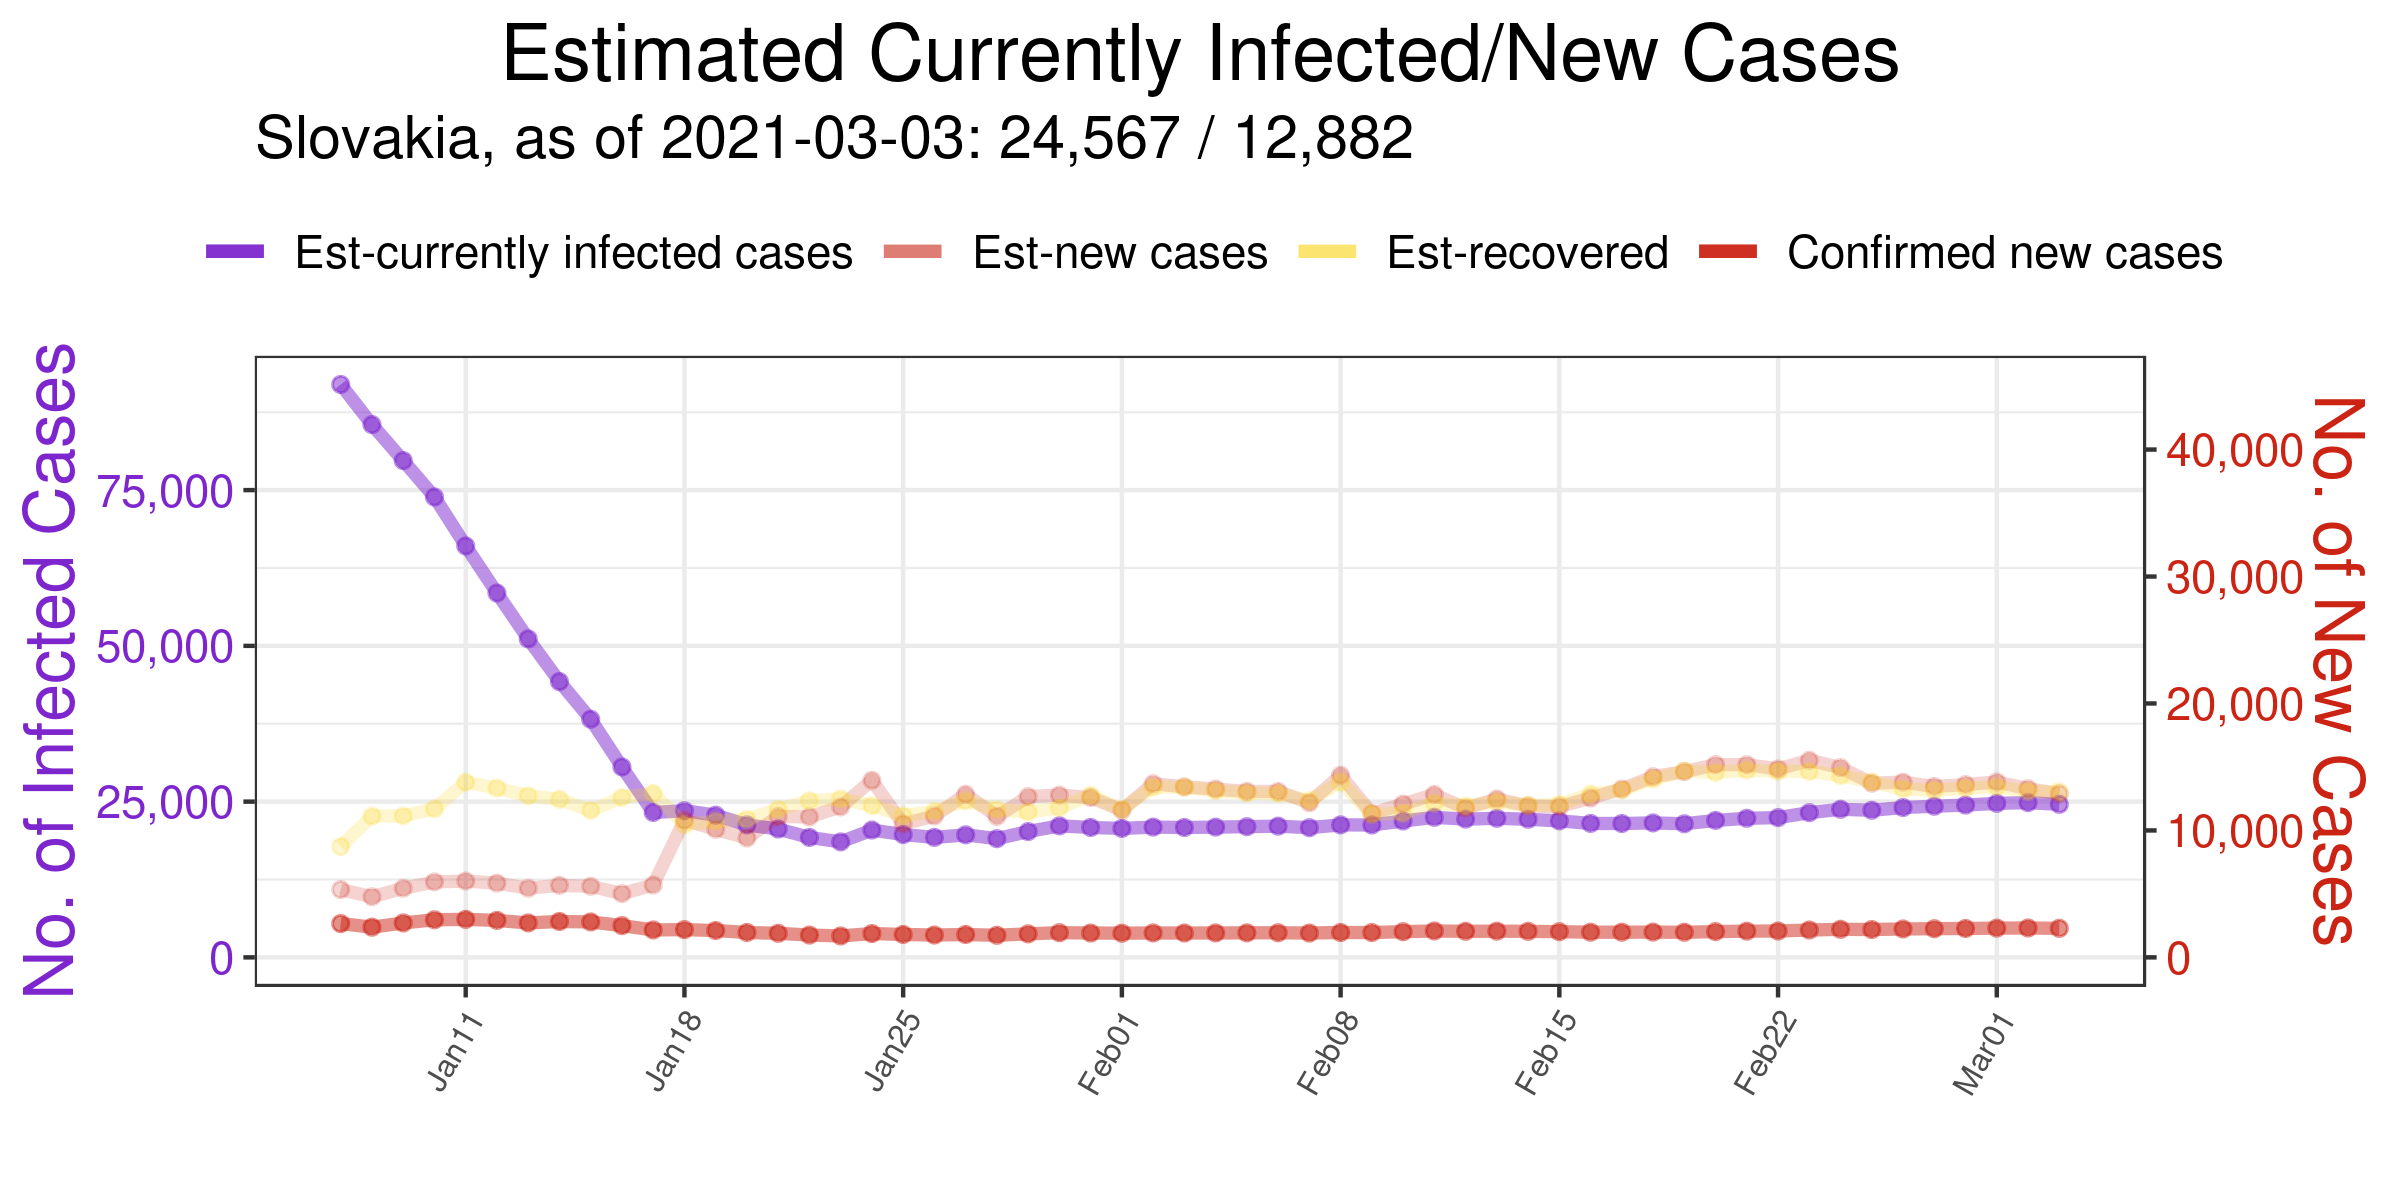 Estimated Currently Infected/New Cases
Slovakia, as of 2021-03-03: 24,567 / 12,882
Est-currently infected cases Est-new cases Est-recovered Confirmed new cases
No. of Infected Cases
75,000
50,000
25,000
0
40,000
30,000
20,000
10,000
0
No. of New Cases
Jan11 Jan18 Jan25 Feb01 Feb08 Feb15 Feb22 Mar01